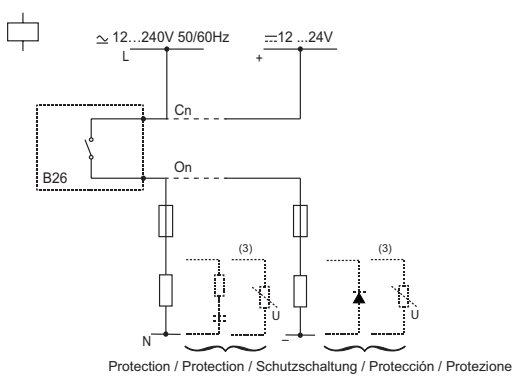 ≃ 12...240V 50/60Hz
⎓12 ...24V
L
+
Cn
On
B26
(3)
(3)
U
U
N
–
Protection / Protection / Schutzschaltung / Protección / Protezione